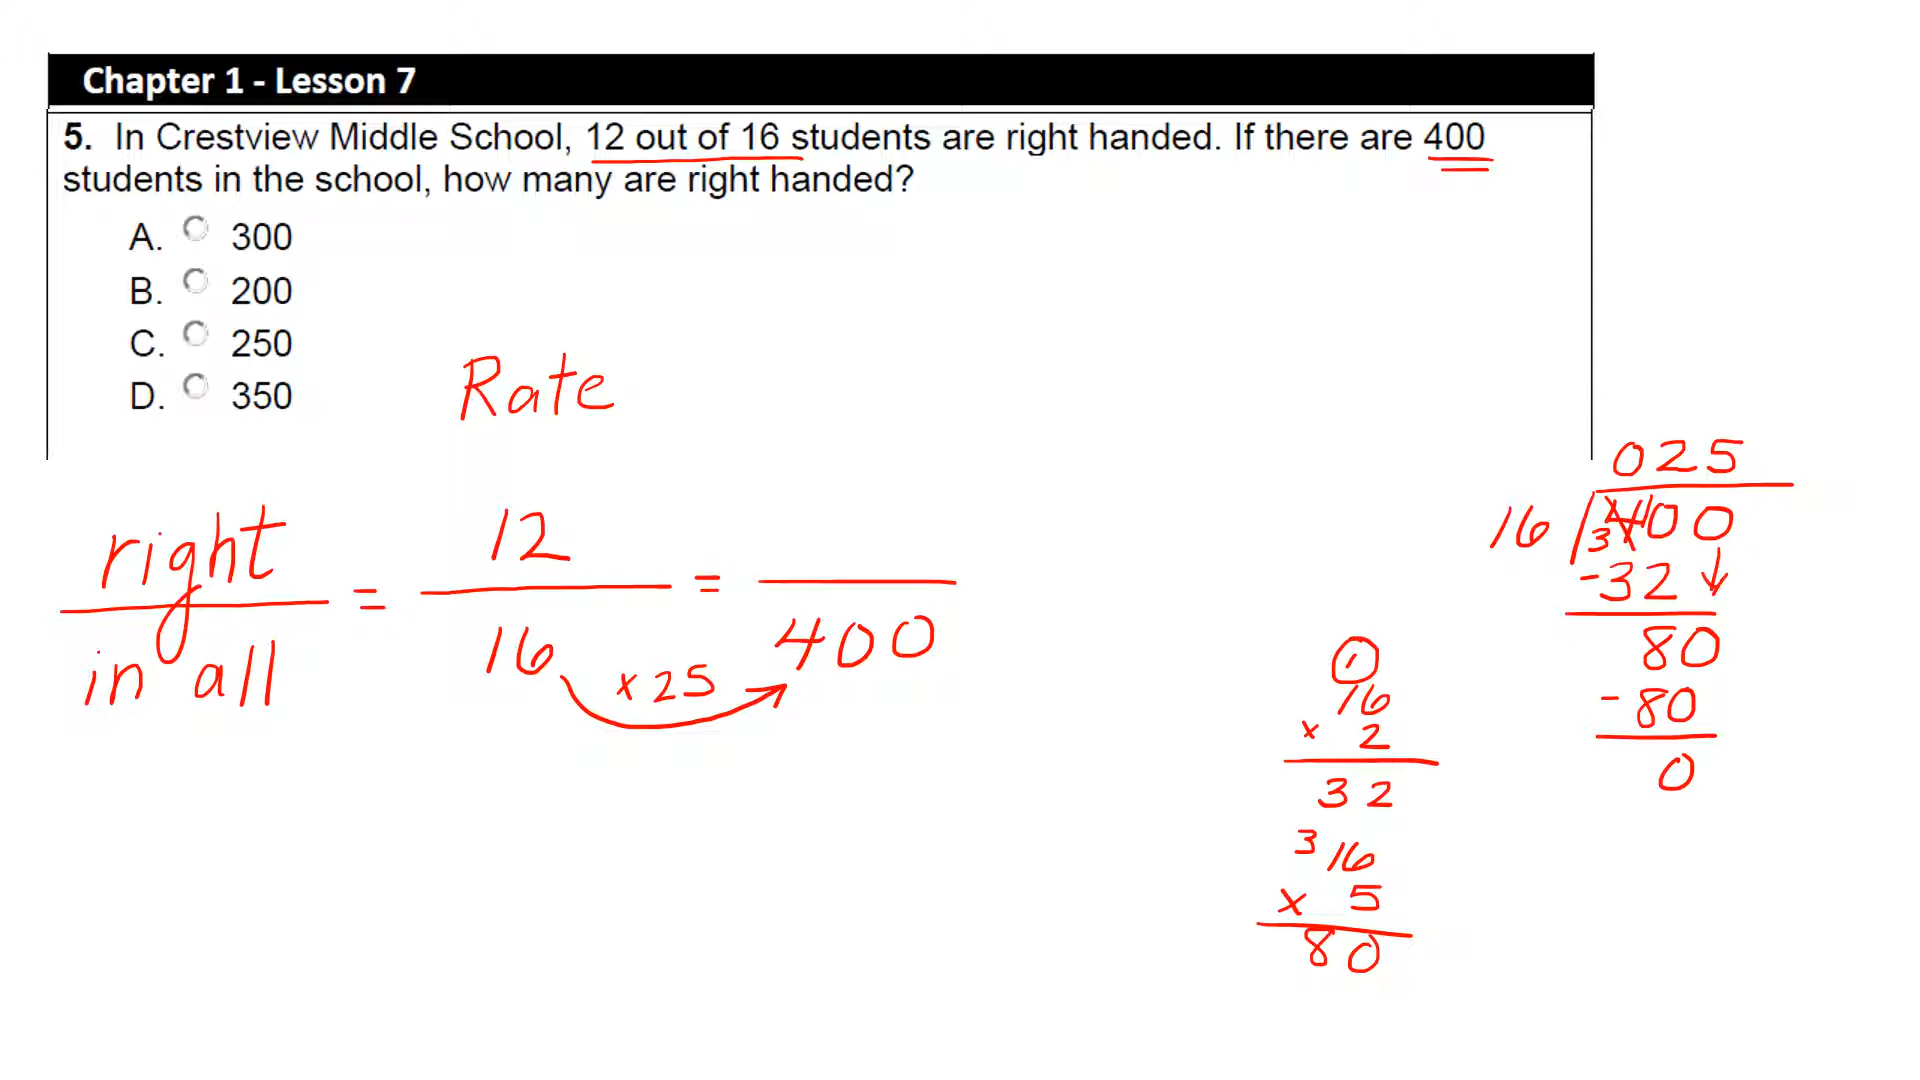 Chapter 1 - Lesson 7
5. In Crestview Middle School, 12 out of 16 students are right handed. If there are 400
students in the school, how many are right handed?
A. 300
B. 200
C. 250
D. 350
Rate
right
in all
=
12
16
=
400
x 25
1
16
x 2
32
3
16
x 5
80
025
16 400
3
-32
80
-80
0